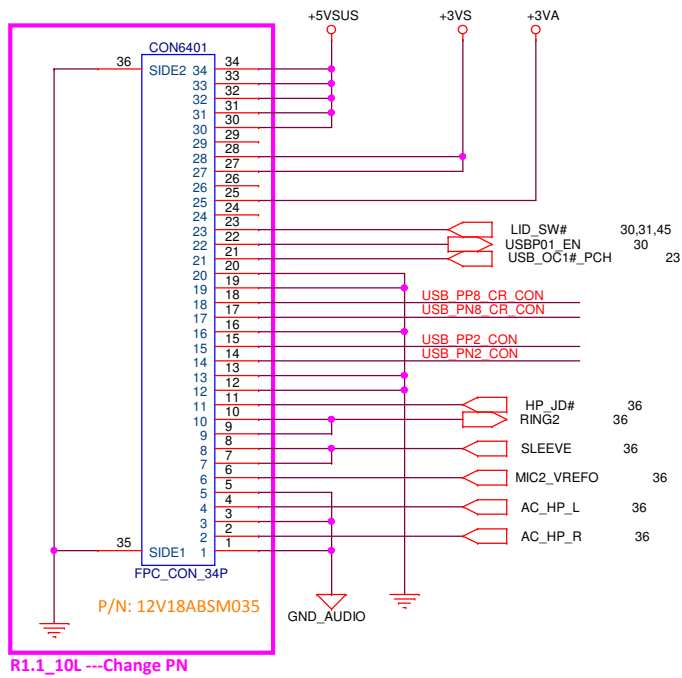 +5VSUS +3VS +3VA
CON6401
36 SIDE2 34 34
33 33
32 32
31 31
30 30
29 29
28 28
27 27
26 26
25 25
24 24
23 23 LID_SW# 30,31,45
22 22 USBP01_EN 30
21 21 USB_OC1#_PCH 23
20 20
19 19
18 18 USB_PP8_CR_CON
17 17 USB_PN8_CR_CON
16 16
15 15 USB_PP2_CON
14 14 USB_PN2_CON
13 13
12 12
11 11 HP_JD# 36
10 10 RING2 36
9 9
8 8 SLEEVE 36
7 7
6 6 MIC2_VREFO 36
5 5
4 4 AC_HP_L 36
3 3
2 2 AC_HP_R 36
35 SIDE1 1 1
FPC_CON_34P
P/N: 12V18ABSM035
GND_AUDIO
R1.1_10L ---Change PN